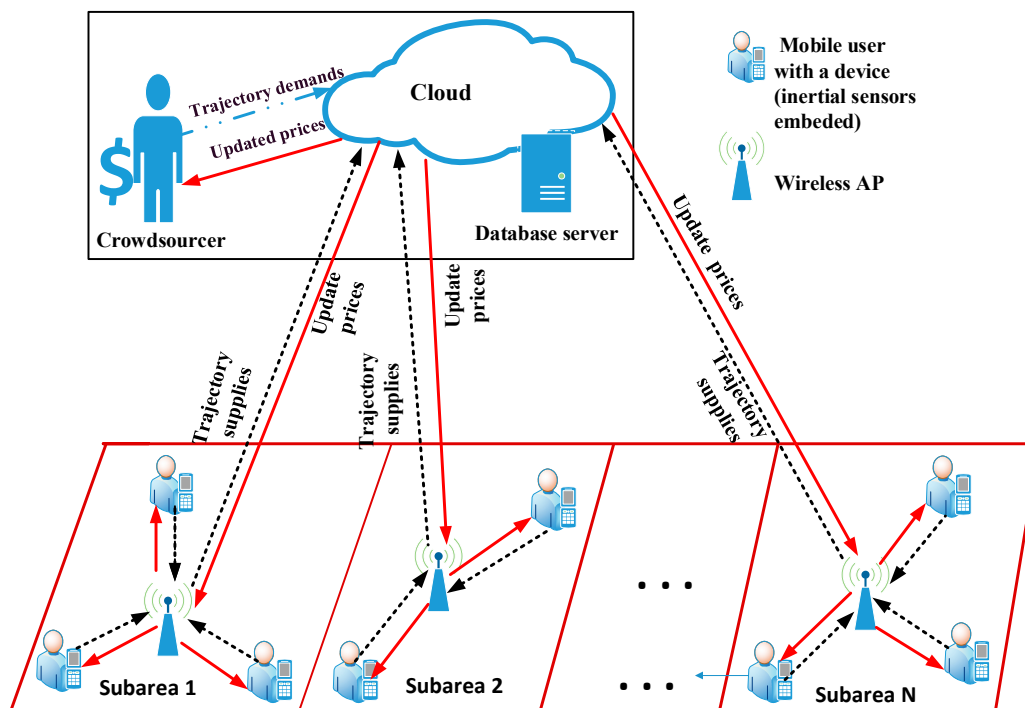 Trajectory demands
Updated prices
Cloud
$
Crowdsourcer
Database server
Mobile user
with a device
(inertial sensors
embeded)
Wireless AP
Trajectory
supplies
Update
prices
Trajectory
supplies
Update
prices
Update prices
Trajectory
supplies
. . .
. . .
Subarea 1
Subarea 2
Subarea N